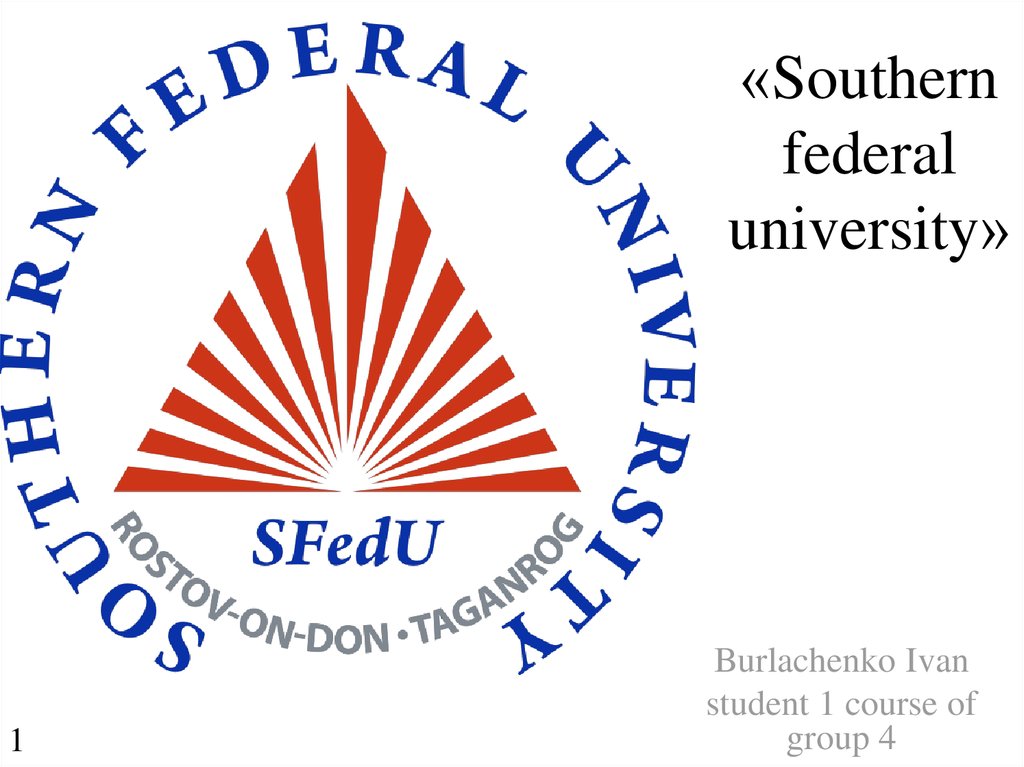 SOUTHERN FEDERAL UNIVERSITY
SFedU
ROSTOV-ON-DON • TAGANROG
«Southern
federal
university»
Burlachenko Ivan
student 1 course of
group 4
1